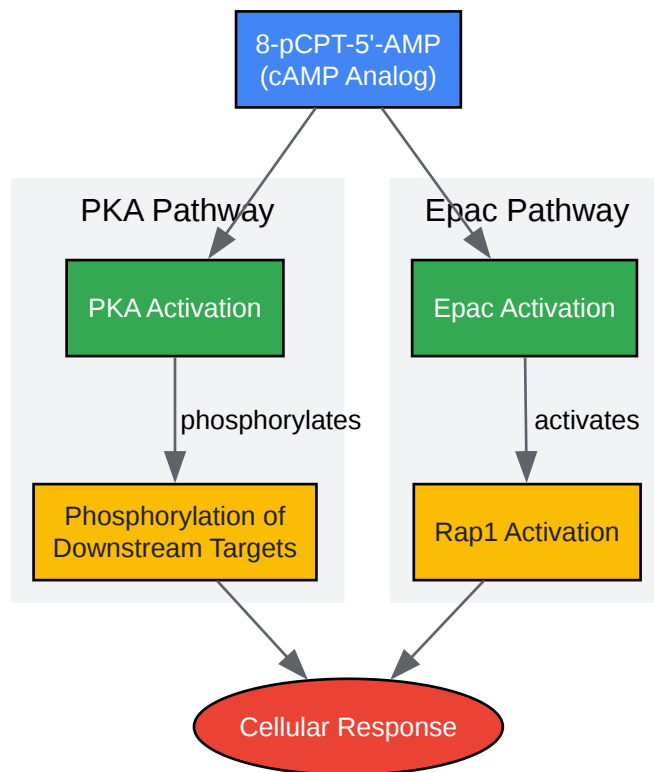 8-pCPT-5'-AMP
(cAMP Analog)
PKA Pathway
Epac Pathway
PKA Activation
Epac Activation
phosphorylates
activates
Phosphorylation of
Downstream Targets
Rap1 Activation
Cellular Response